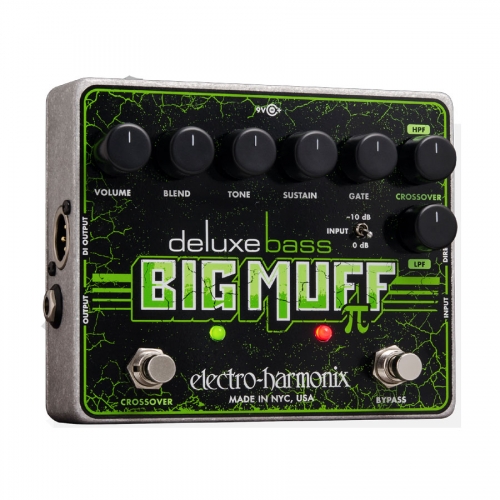 9V
HPF
VOLUME
BLEND
TONE
SUSTAIN
GATE
CROSSOVER
-10 dB
INPUT
0 dB
LPF
DI OUTPUT
OUTPUT
INPUT
deluxe bass
BIG MUFF
π
electro-harmonix
MADE IN NYC, USA
CROSSOVER
BYPASS